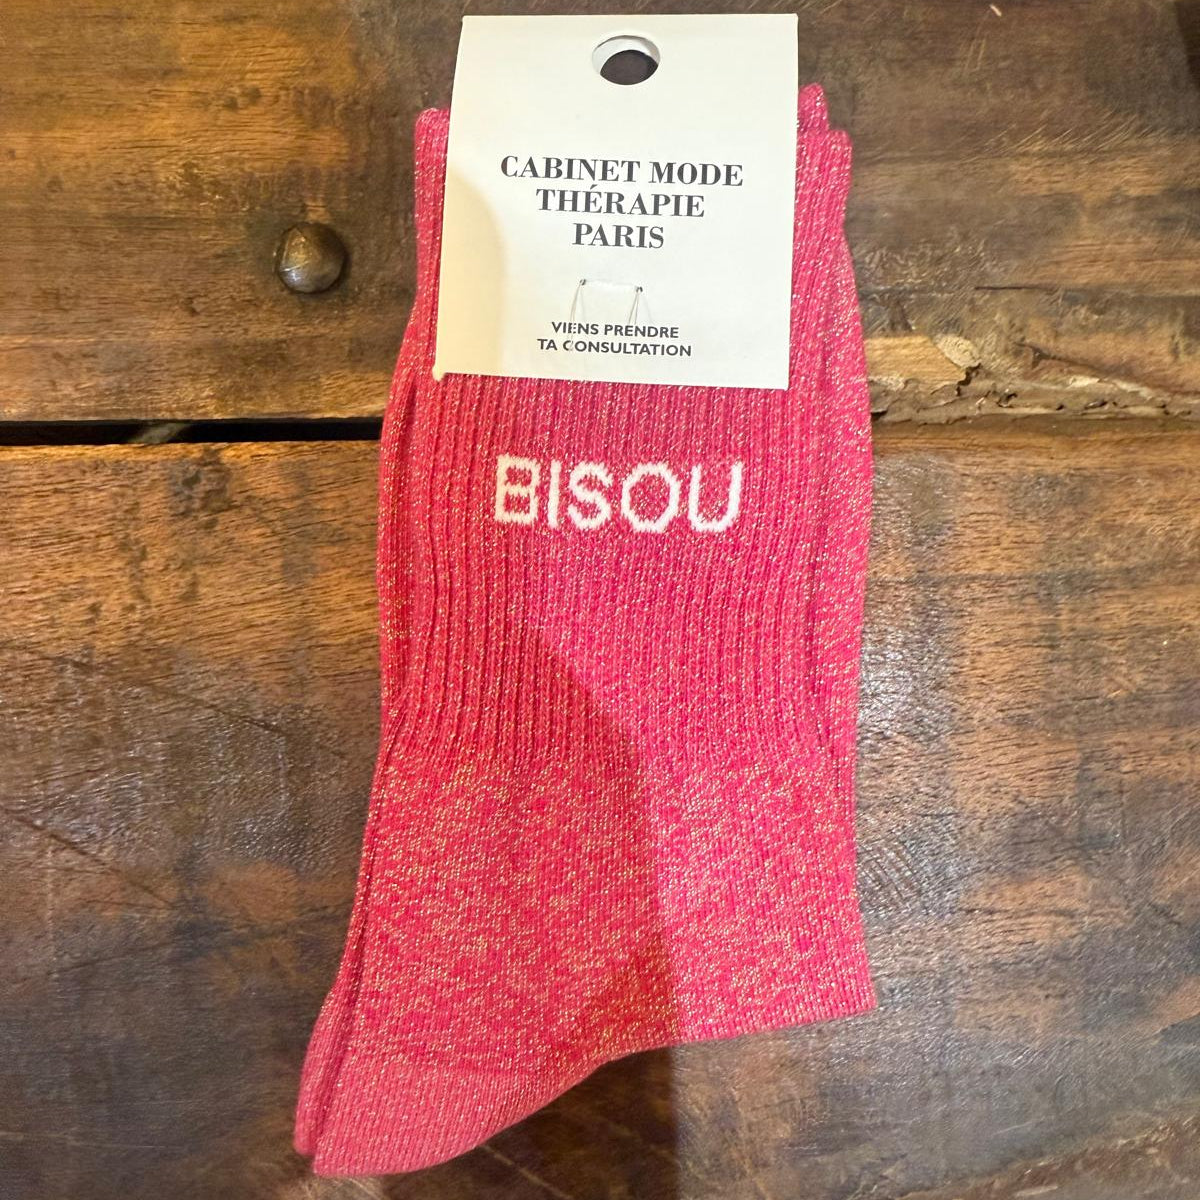 CABINET MODE
THÉRAPIE
PARIS
VIENS PRENDRE
TA CONSULTATION
BISOU